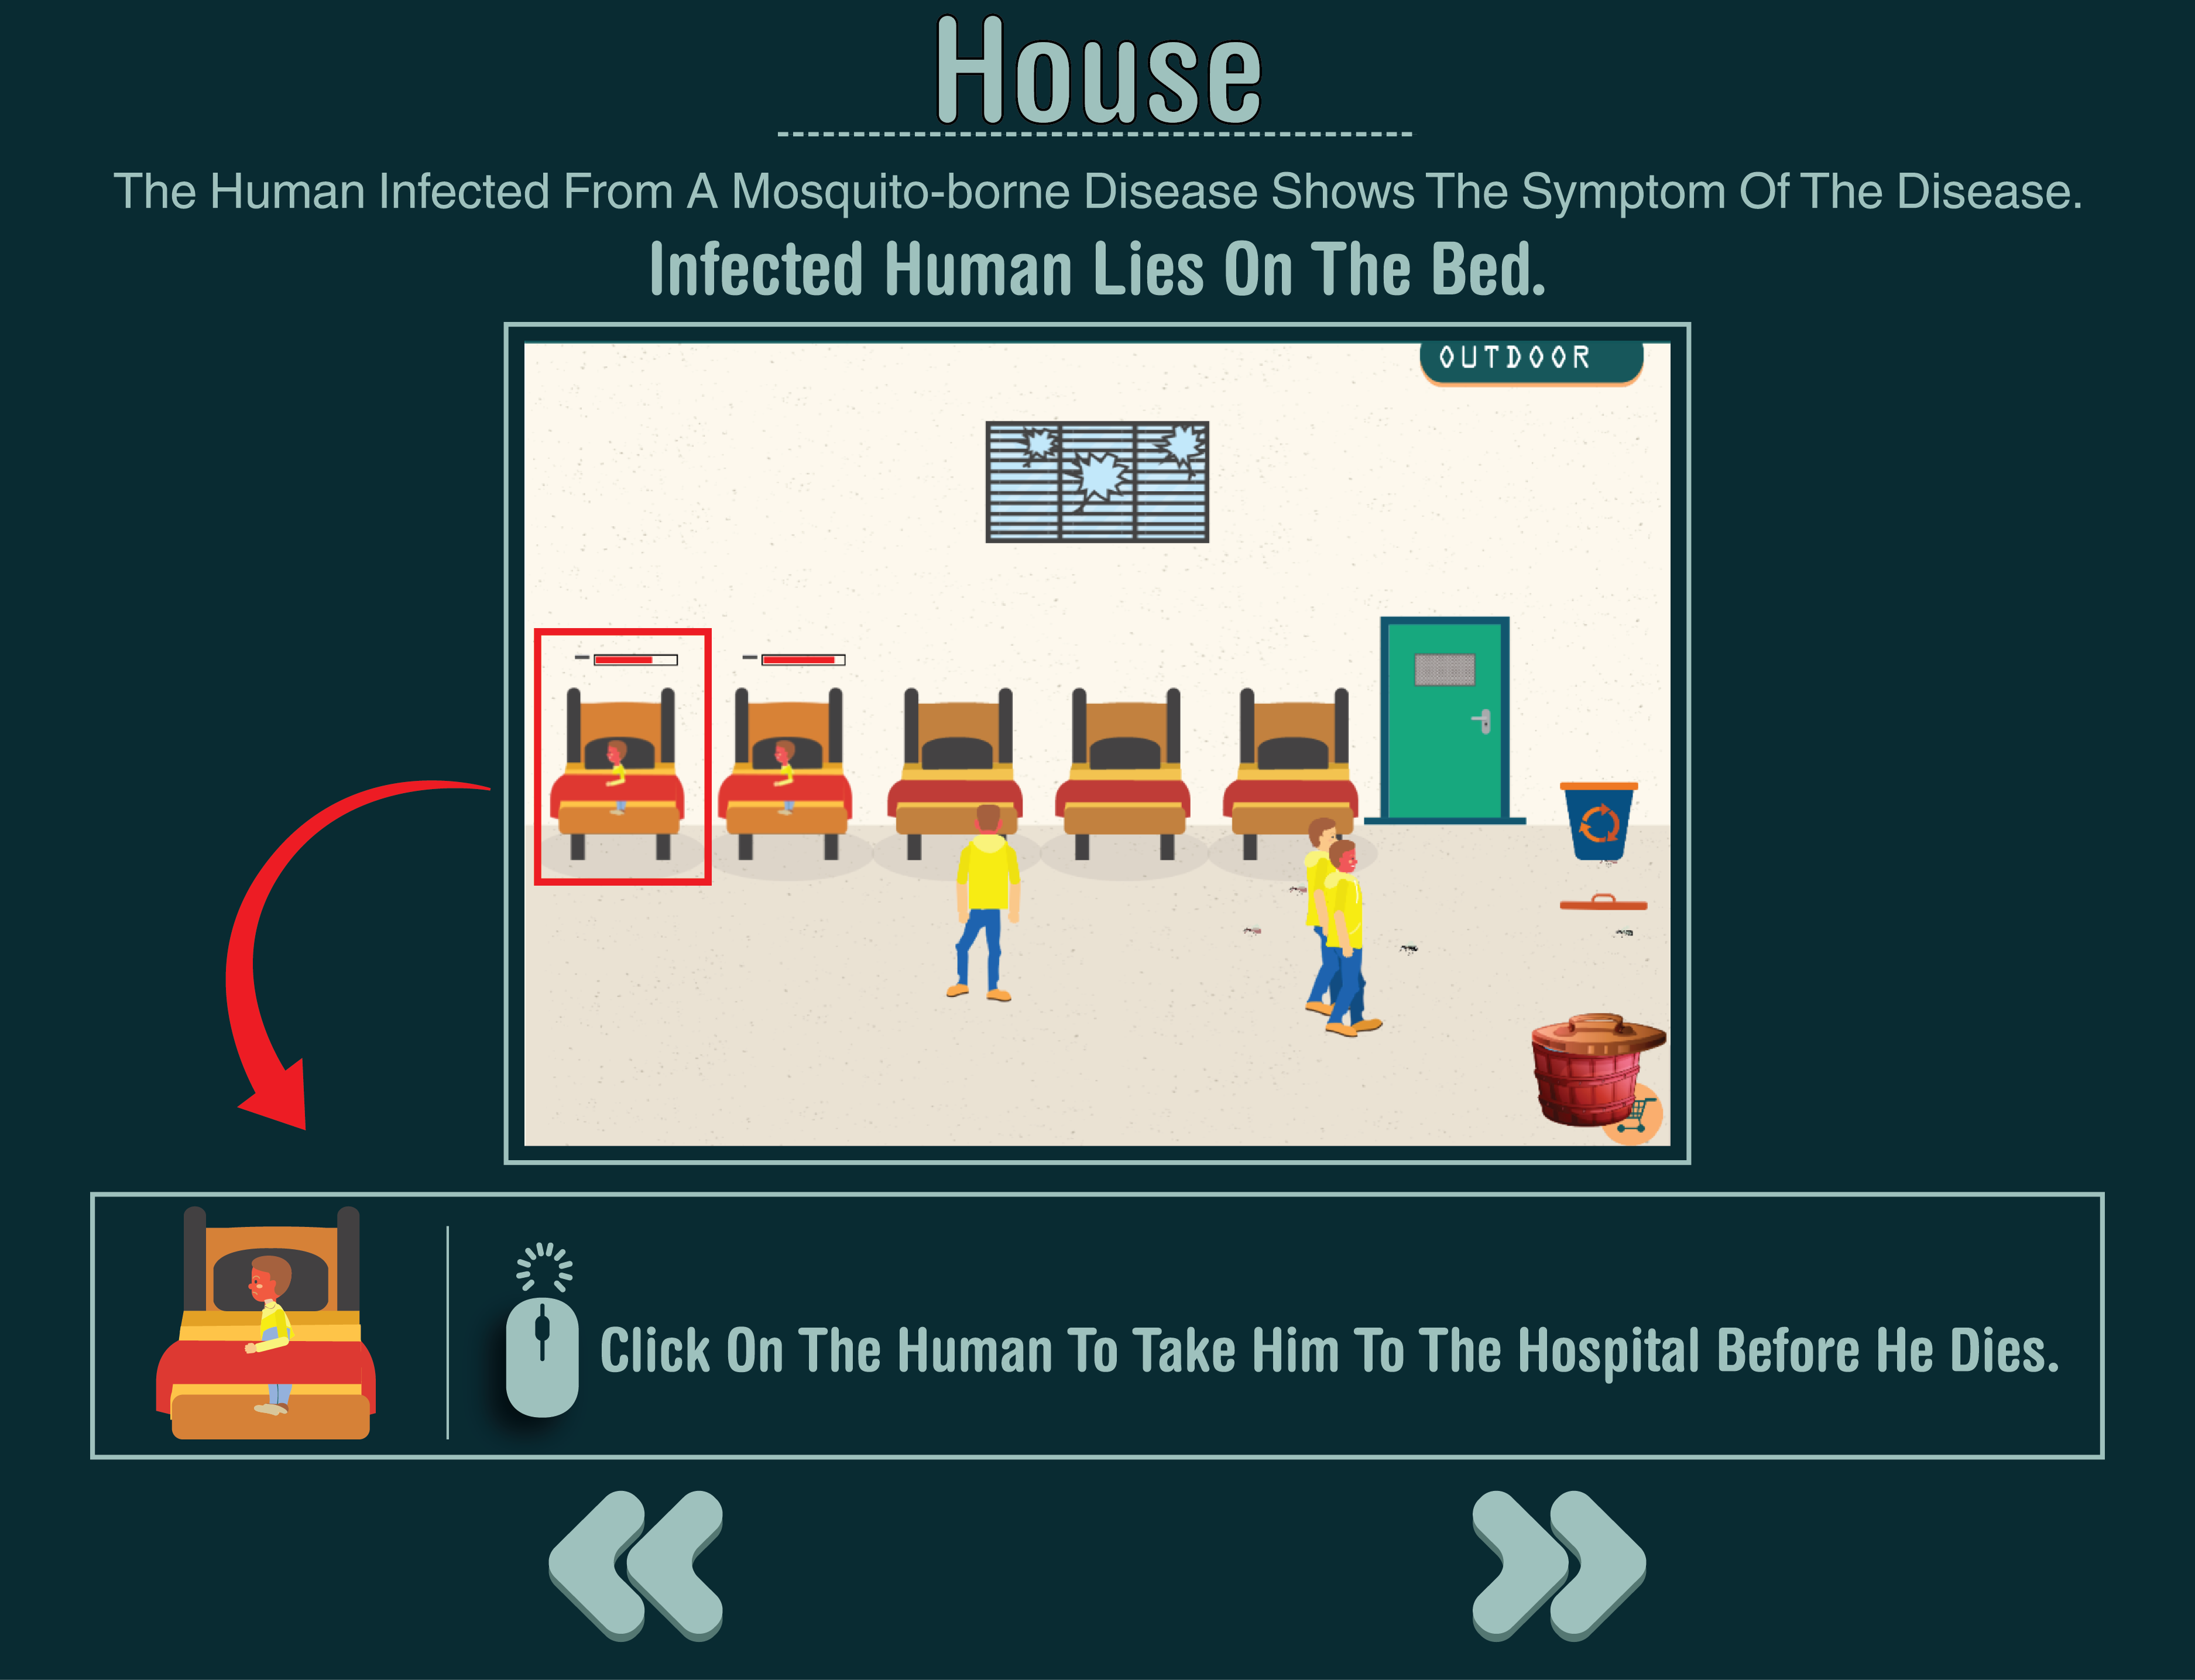 House
The Human Infected From A Mosquito-borne Disease Shows The Symptom Of The Disease.
Infected Human Lies On The Bed.
OUTDOOR
Click On The Human To Take Him To The Hospital Before He Dies.